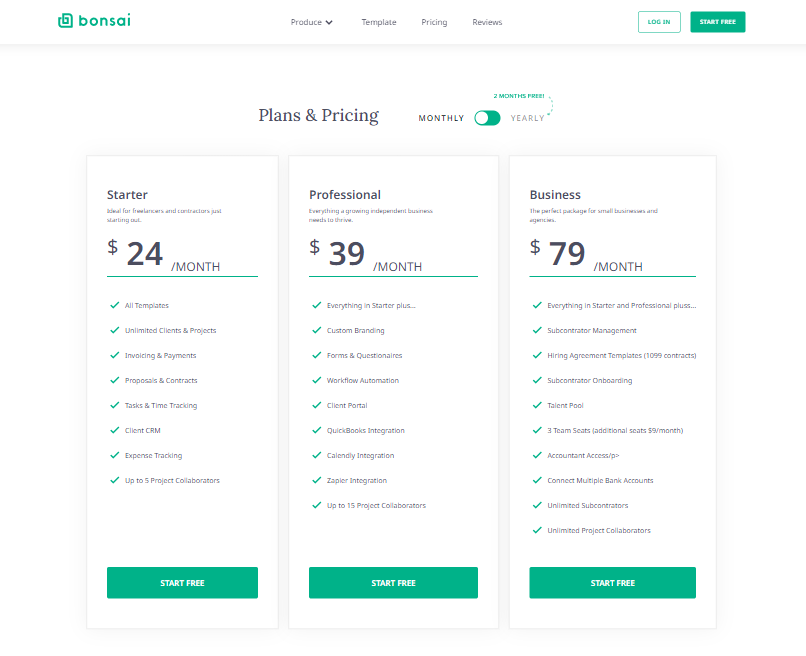 bonsai
Produce
Template
Pricing
Reviews
LOG IN
START FREE
2 MONTHS FREE!
Plans & Pricing
MONTHLY
YEARLY
Starter
Ideal for freelancers and contractors just
starting out.
$ 24 /MONTH
All Templates
Unlimited Clients & Projects
Invoicing & Payments
Proposals & Contracts
Tasks & Time Tracking
Client CRM
Expense Tracking
Up to 5 Project Collaborators
START FREE
Professional
Everything a growing independent business
needs to thrive.
$ 39 /MONTH
Everything in Starter plus...
Custom Branding
Forms & Questionaires
Workflow Automation
Client Portal
QuickBooks Integration
Calendly Integration
Zapier Integration
Up to 15 Project Collaborators
START FREE
Business
The perfect package for small businesses and
agencies.
$ 79 /MONTH
Everything in Starter and Professional pluss...
Subcontrator Management
Hiring Agreement Templates (1099 contracts)
Subcontrator Onboarding
Talent Pool
3 Team Seats (additional seats $9/month)
Accountant Access/p>
Connect Multiple Bank Accounts
Unlimited Subcontrators
Unlimited Project Collaborators
START FREE